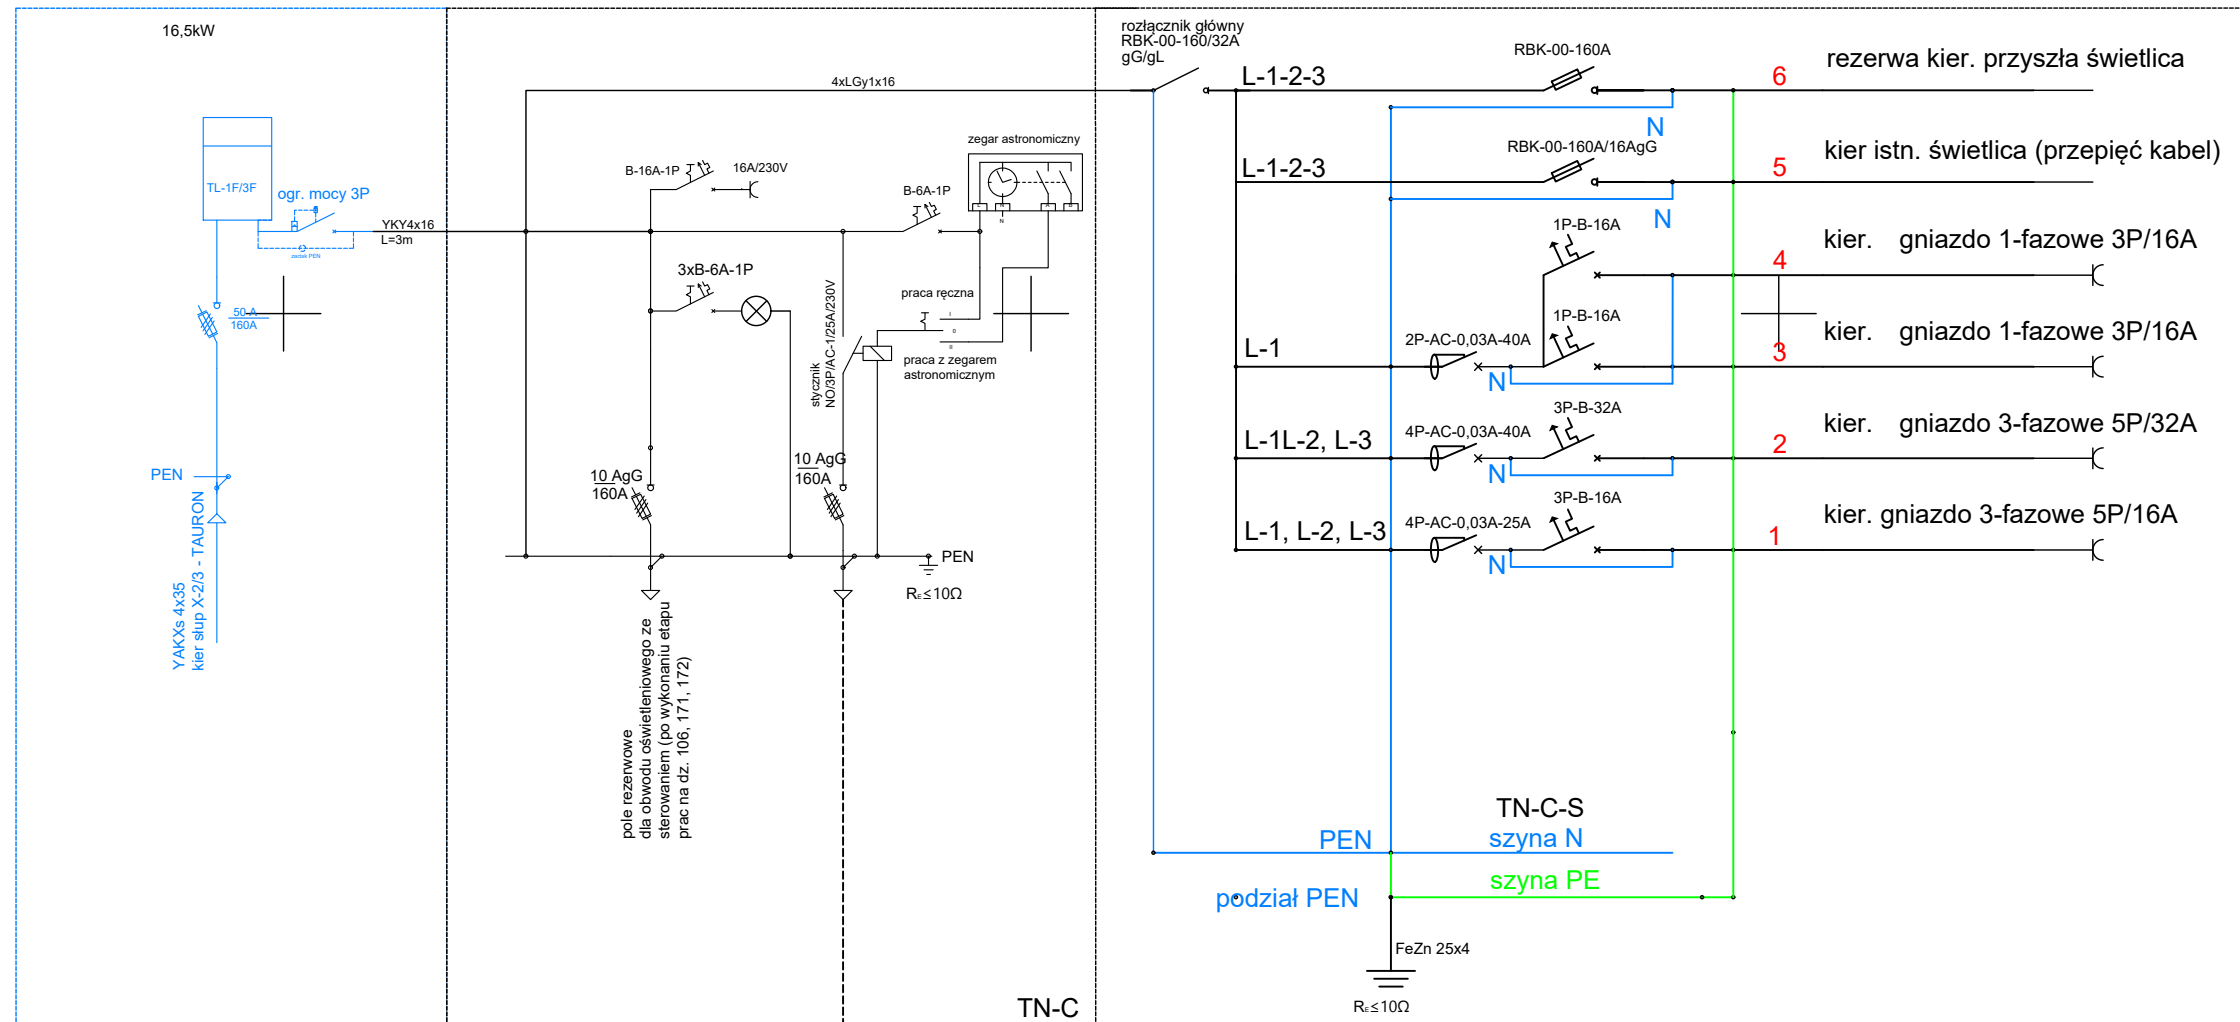 16,5kW
TL-1F/3F
ogr. mocy 3P
zacisk PEN
YKY4x16
L=3m
50 A
160A
PEN
YAKXs 4x35
kier słup X-2/3 - TAURON
4xLGy1x16
zegar astronomiczny
B-16A-1P
16A/230V
B-6A-1P
L
N
A
B
N
3xB-6A-1P
praca ręczna
I
0
II
praca z zegarem
astronomicznym
stycznik
NO/3P/AC-1/25A/230V
10 AgG
160A
10 AgG
160A
PEN
RE≤10Ω
pole rezerwowe
dla obwodu oświetleniowego ze
sterowaniem (po wykonaniu etapu
prac na dz. 106, 171, 172)
TN-C
rozłącznik główny
RBK-00-160/32A
gG/gL
L-1-2-3
RBK-00-160A
N
6
rezerwa kier. przyszła świetlica
L-1-2-3
RBK-00-160A/16AgG
N
5
kier istn. świetlica (przepięć kabel)
1P-B-16A
4
kier. gniazdo 1-fazowe 3P/16A
L-1
2P-AC-0,03A-40A
N
1P-B-16A
3
kier. gniazdo 1-fazowe 3P/16A
L-1L-2, L-3
4P-AC-0,03A-40A
N
3P-B-32A
2
kier. gniazdo 3-fazowe 5P/32A
L-1, L-2, L-3
4P-AC-0,03A-25A
N
3P-B-16A
1
kier. gniazdo 3-fazowe 5P/16A
TN-C-S
PEN
szyna N
szyna PE
podział PEN
FeZn 25x4
RE≤10Ω